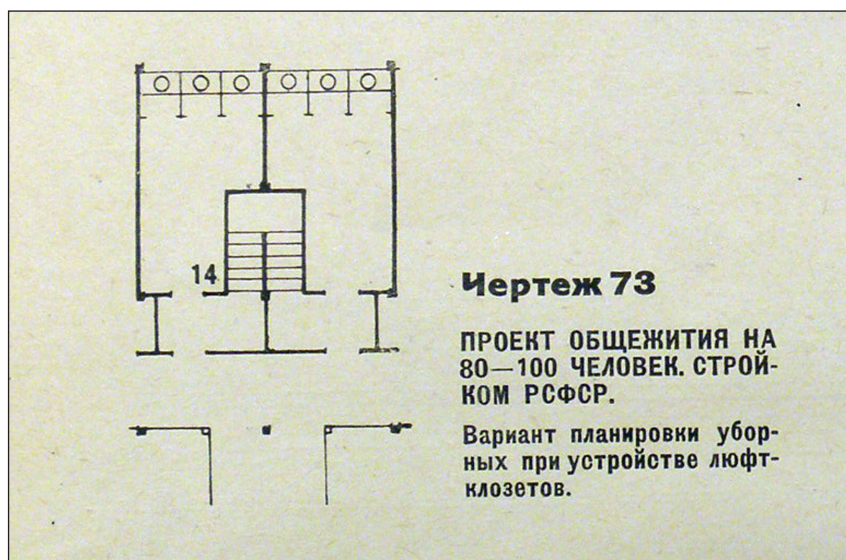 14
Чертеж 73
ПРОЕКТ ОБЩЕЖИТИЯ НА
80—100 ЧЕЛОВЕК. СТРОЙ-
КОМ РСФСР.
Вариант планировки убор-
ных при устройстве люфт-
клозетов.